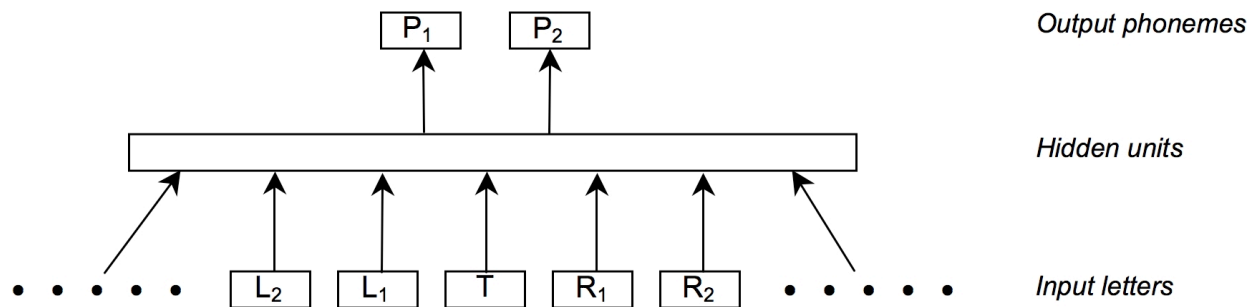 P₁ P₂ Output phonemes
Hidden units
L₂ L₁ T R₁ R₂ Input letters